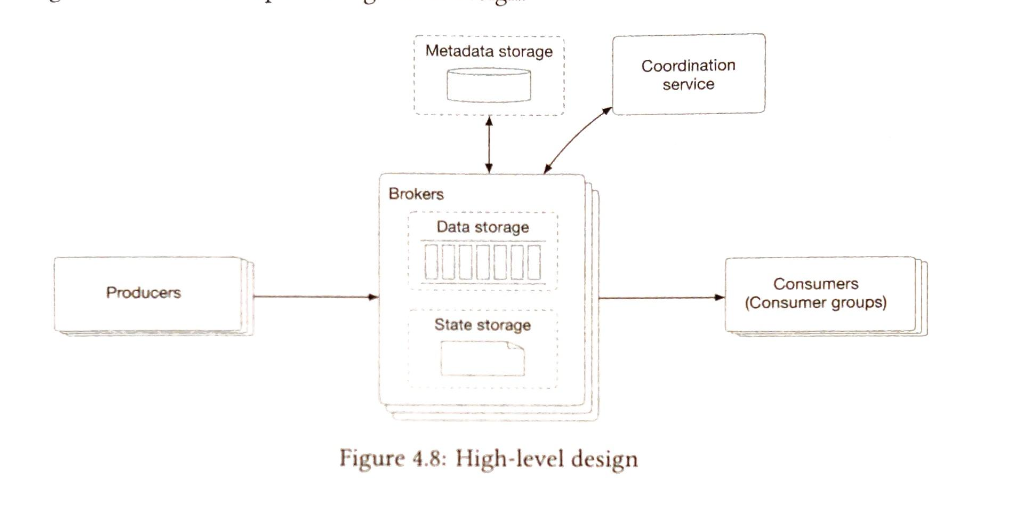 Metadata storage
Coordination
service
Brokers
Data storage
Producers
Consumers
(Consumer groups)
State storage
Figure 4.8: High-level design